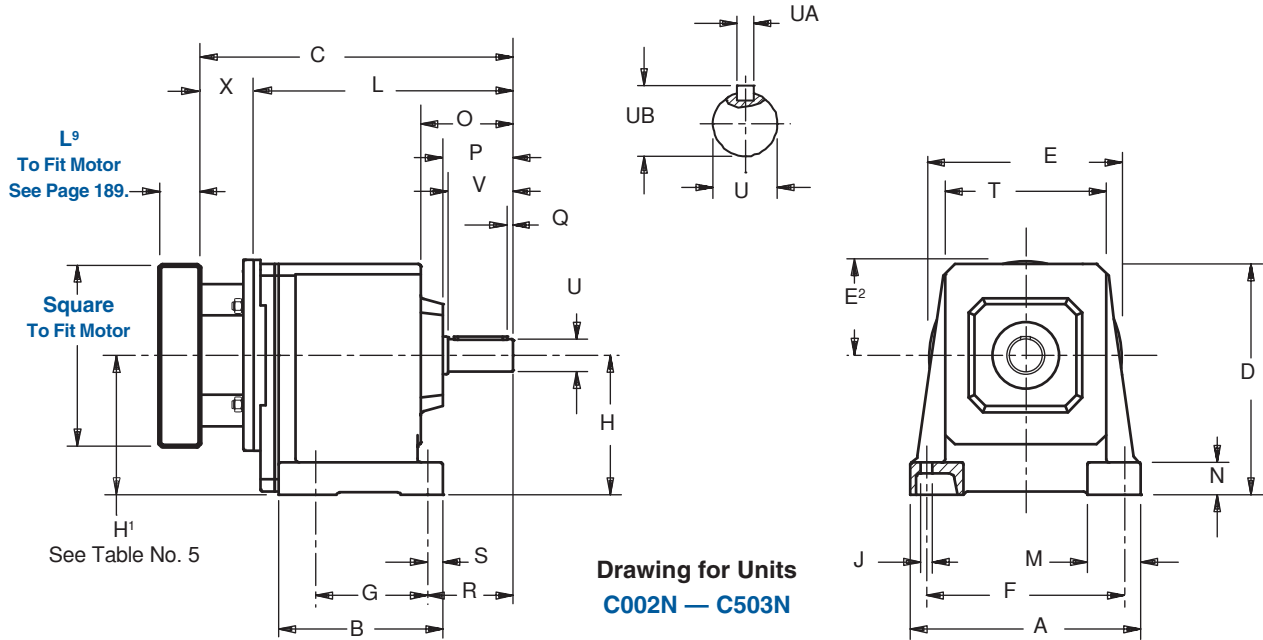 UA
C
X
L
O
UB
P
V
Q
U
L⁹
To Fit Motor
See Page 189.
E
T
U
E²
Square
To Fit Motor
D
H
N
H¹
See Table No. 5
S
G
R
B
Drawing for Units
C002N — C503N
J
M
F
A